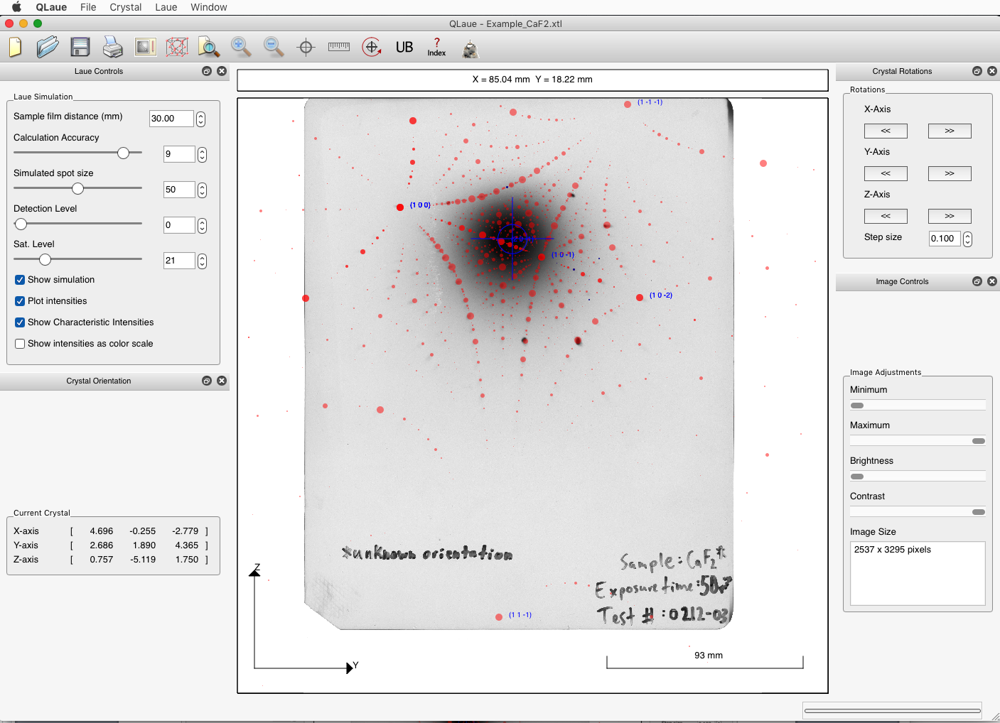 QLaue File Crystal Laue Window
QLaue - Example_CaF2.xtl
UB
?
Index
Laue Controls
Laue Simulation
Sample film distance (mm) 30.00
Calculation Accuracy
9
Simulated spot size
50
Detection Level
0
Sat. Level
21
Show simulation
Plot intensities
Show Characteristic Intensities
Show intensities as color scale
Crystal Orientation
Current Crystal
X-axis [ 4.696 -0.255 -2.779 ]
Y-axis [ 2.686 1.890 4.365 ]
Z-axis [ 0.757 -5.119 1.750 ]
X = 85.04 mm Y = 18.22 mm
(1 -1 -1)
(1 0 0)
(1 0 -1)
(1 0 -2)
*unknown orientation
Sample: CaF2*
Exposure time: 50
Test #: 0212-03
(1 1 -1)
Z
Y
93 mm
Crystal Rotations
Rotations
X-Axis
<< >>
Y-Axis
<< >>
Z-Axis
<< >>
Step size 0.100
Image Controls
Image Adjustments
Minimum
Maximum
Brightness
Contrast
Image Size
2537 x 3295 pixels